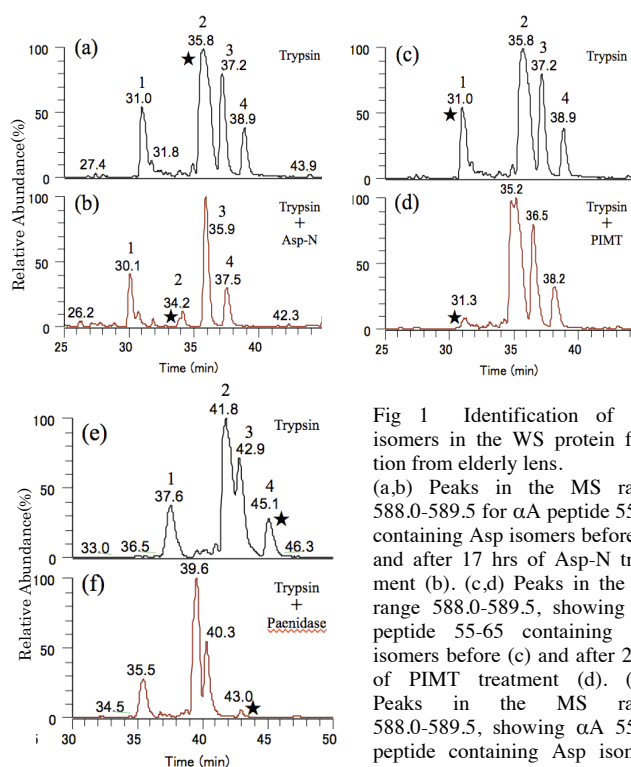 (a)
2
35.8
3
37.2
Trypsin
1
31.0
4
38.9
31.8
27.4
43.9
100
50
0
(b)
Trypsin
+
Asp-N
1
30.1
3
35.9
2
34.2
4
37.5
26.2
42.3
100
50
0
25 30 35 40
Time (min)
Relative Abundance(%)
(c)
2
35.8
3
37.2
Trypsin
1
31.0
4
38.9
100
50
0
(d)
35.2
36.5
38.2
31.3
Trypsin
+
PIMT
100
50
0
25 30 35 40
Time (min)
(e)
2
41.8
3
42.9
Trypsin
1
37.6
4
45.1
33.0
36.5
46.3
100
50
0
(f)
39.6
40.3
Trypsin
+
Paenidase
35.5
34.5
43.0
100
50
0
30 35 40 45 50
Time (min)
Relative Abundance(%)
Fig 1 Identification of
isomers in the WS protein f
tion from elderly lens.
(a,b) Peaks in the MS ra
588.0-589.5 for αA peptide 55
containing Asp isomers before
and after 17 hrs of Asp-N tr
ment (b). (c,d) Peaks in the
range 588.0-589.5, showing
peptide 55-65 containing
isomers before (c) and after 2
of PIMT treatment (d). (
Peaks in the MS ra
588.0-589.5, showing αA 55
peptide containing Asp isom